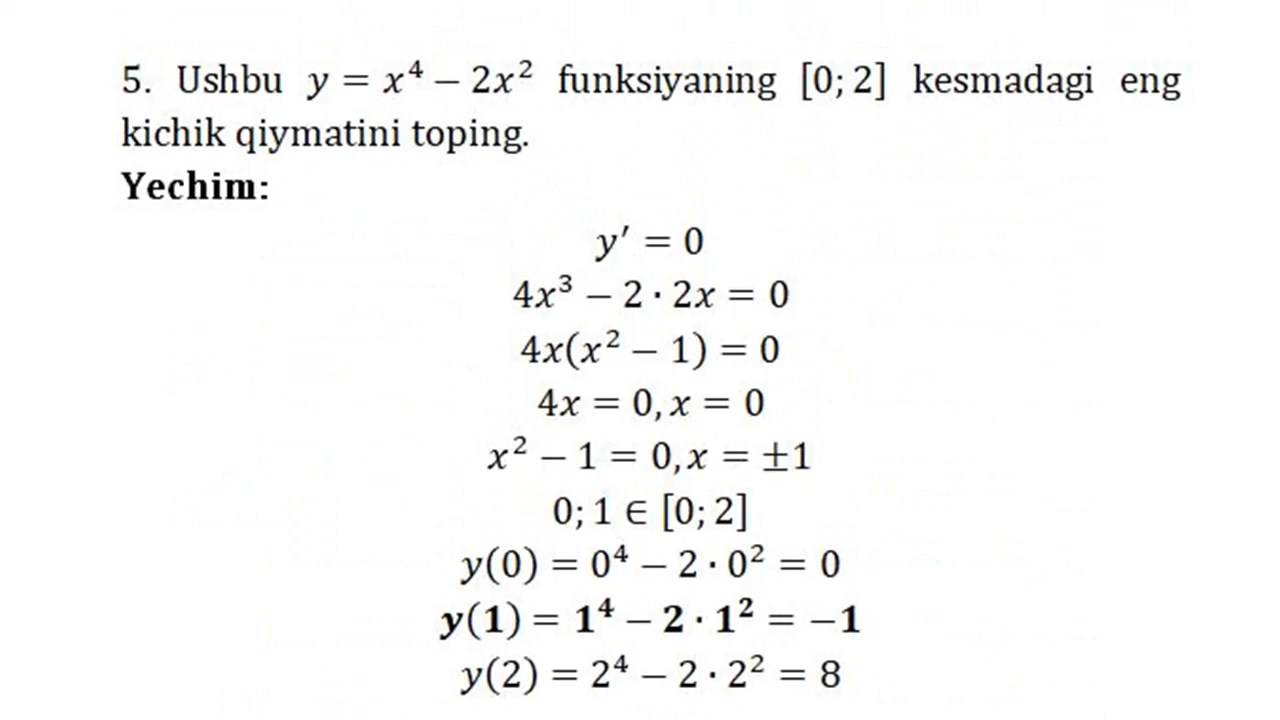 5. Ushbu y = x⁴ − 2x² funksiyaning [0; 2] kesmadagi eng
kichik qiymatini toping.
Yechim:
y′ = 0
4x³ − 2 · 2x = 0
4x(x² − 1) = 0
4x = 0, x = 0
x² − 1 = 0, x = ±1
0; 1 ∈ [0; 2]
y(0) = 0⁴ − 2 · 0² = 0
y(1) = 1⁴ − 2 · 1² = −1
y(2) = 2⁴ − 2 · 2² = 8